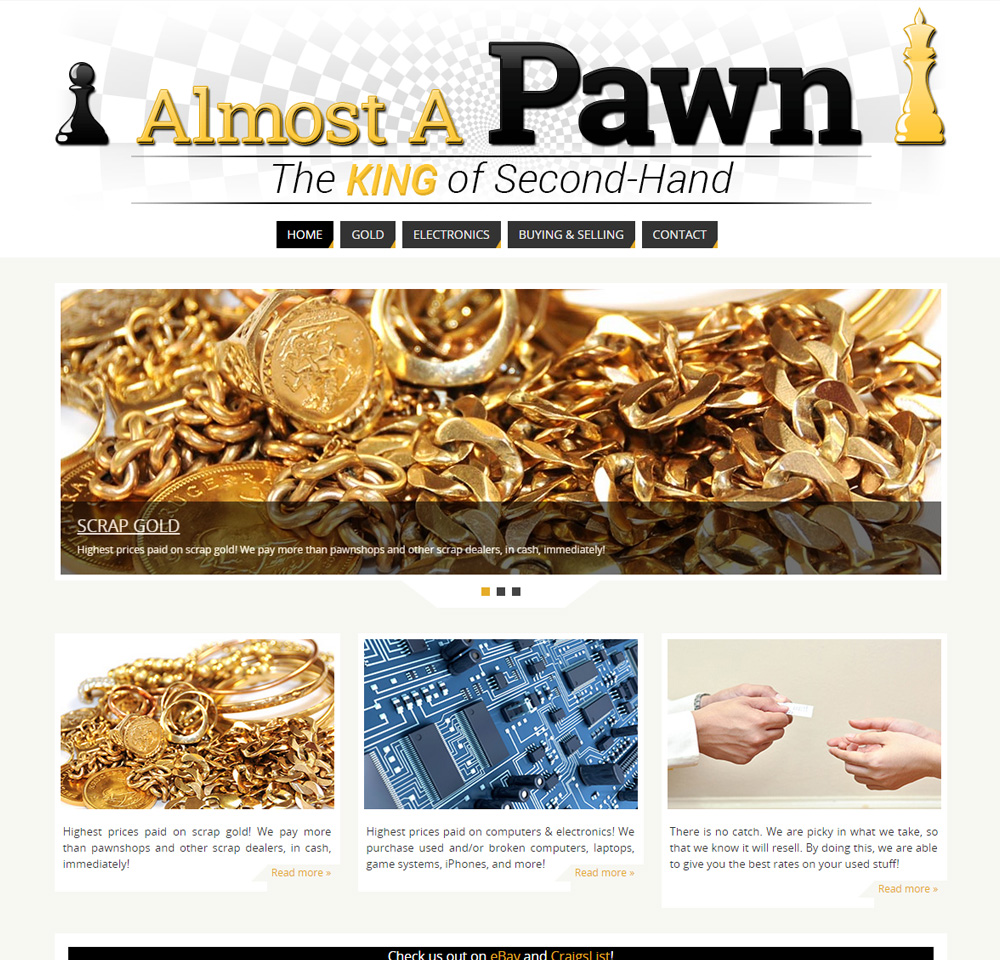 Almost A Pawn
The KING of Second-Hand
HOME GOLD ELECTRONICS BUYING & SELLING CONTACT
SCRAP GOLD
Highest prices paid on scrap gold! We pay more than pawnshops and other scrap dealers, in cash, immediately!
Highest prices paid on scrap gold! We pay more
than pawnshops and other scrap dealers, in cash,
immediately!
Read more »
Highest prices paid on computers & electronics! We
purchase used and/or broken computers, laptops,
game systems, iPhones, and more!
Read more »
There is no catch. We are picky in what we take, so
that we know it will resell. By doing this, we are able
to give you the best rates on your used stuff!
Read more »
Check us out on eBay and CraigsList!